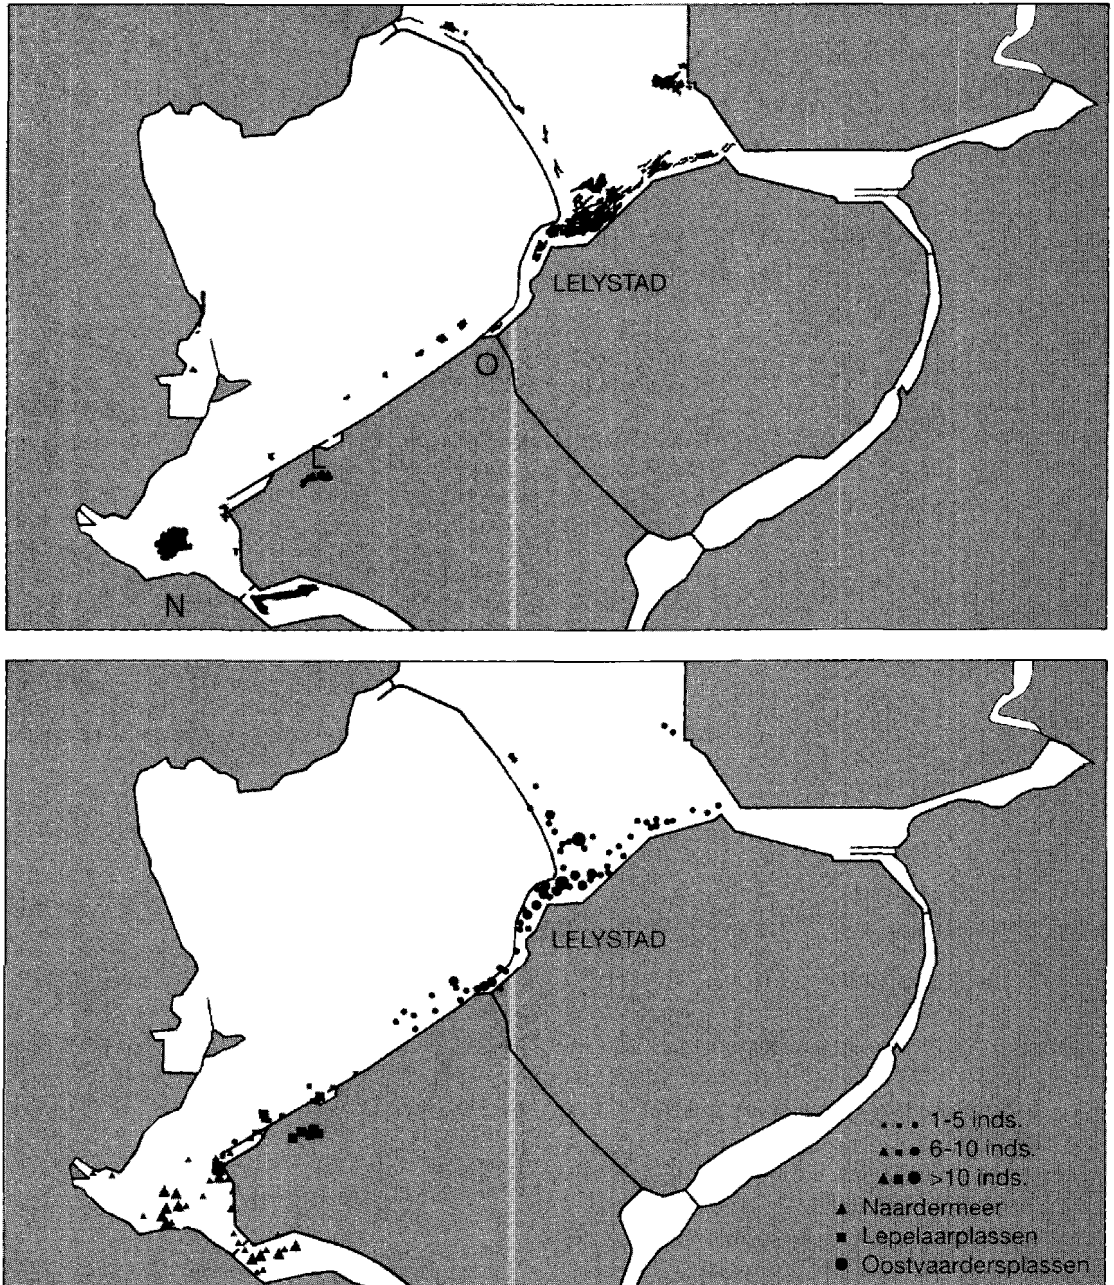 LELYSTAD
O
L
N
LELYSTAD
1-5 inds.
6-10 inds.
>10 inds.
Naardermeer
Lepelaarplassen
Oostvaardersplassen